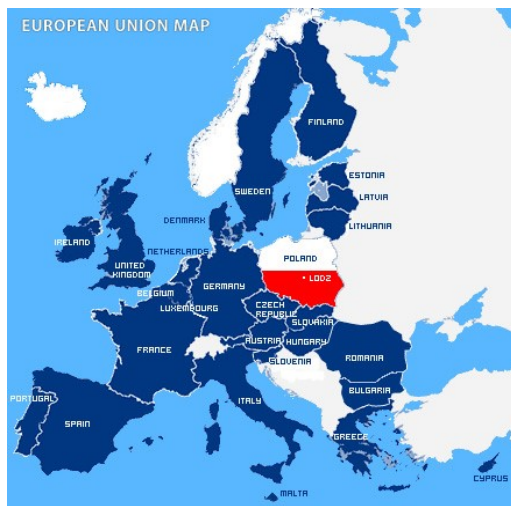 EUROPEAN UNION MAP
FINLAND
ESTONIA
SWEDEN
LATVIA
DENMARK
LITHUANIA
IRELAND
NETHERLANDS
POLAND
UNITED
KINGDOM
LODZ
GERMANY
BELGIUM
LUXEMBOURG
CZECH
REPUBLIC
SLOVAKIA
AUSTRIA
HUNGARY
FRANCE
SLOVENIA
ROMANIA
BULGARIA
PORTUGAL
ITALY
SPAIN
GREECE
CYPRUS
MALTA